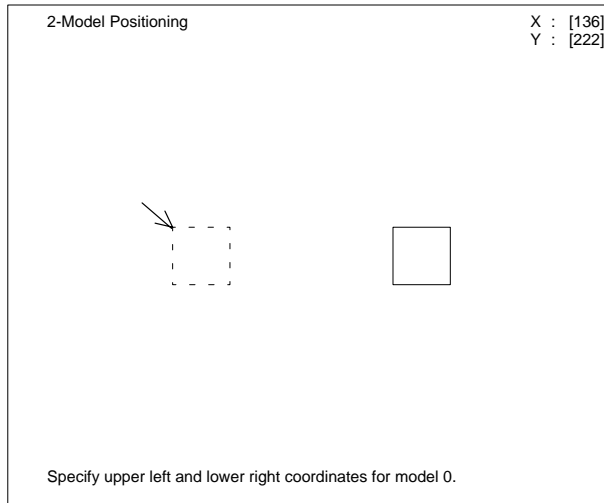 2-Model Positioning
X : [136]
Y : [222]
Specify upper left and lower right coordinates for model 0.